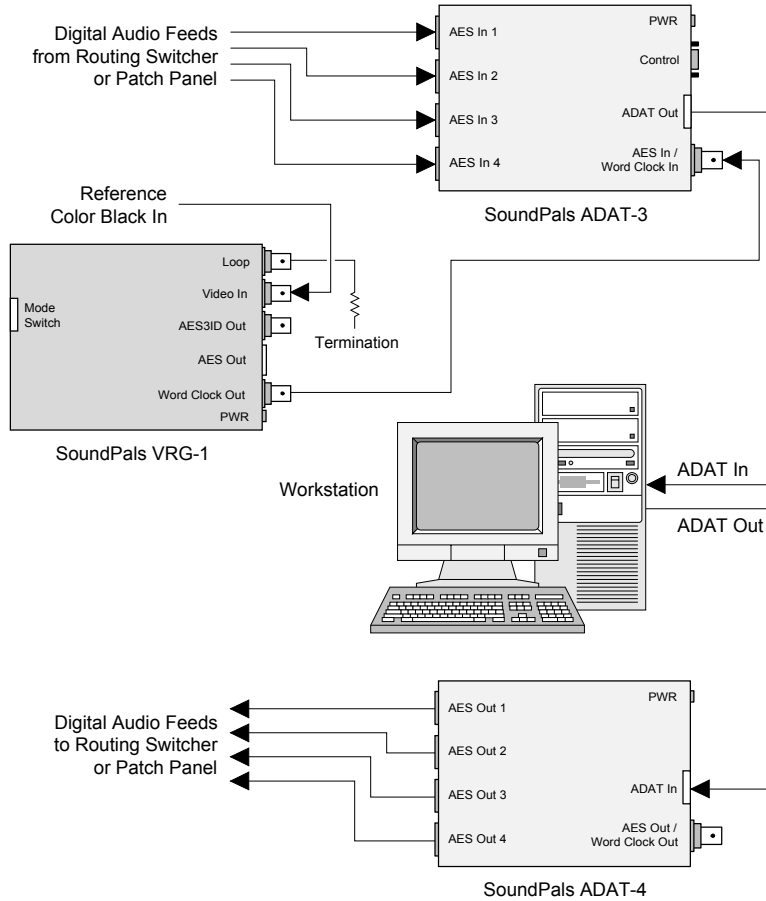 Digital Audio Feeds
from Routing Switcher
or Patch Panel
AES In 1
AES In 2
AES In 3
AES In 4
PWR
Control
ADAT Out
AES In /
Word Clock In
SoundPals ADAT-3
Reference
Color Black In
Mode
Switch
Loop
Video In
AES3ID Out
AES Out
Word Clock Out
PWR
Termination
SoundPals VRG-1
Workstation
ADAT In
ADAT Out
Digital Audio Feeds
to Routing Switcher
or Patch Panel
AES Out 1
AES Out 2
AES Out 3
AES Out 4
PWR
ADAT In
AES Out /
Word Clock Out
SoundPals ADAT-4